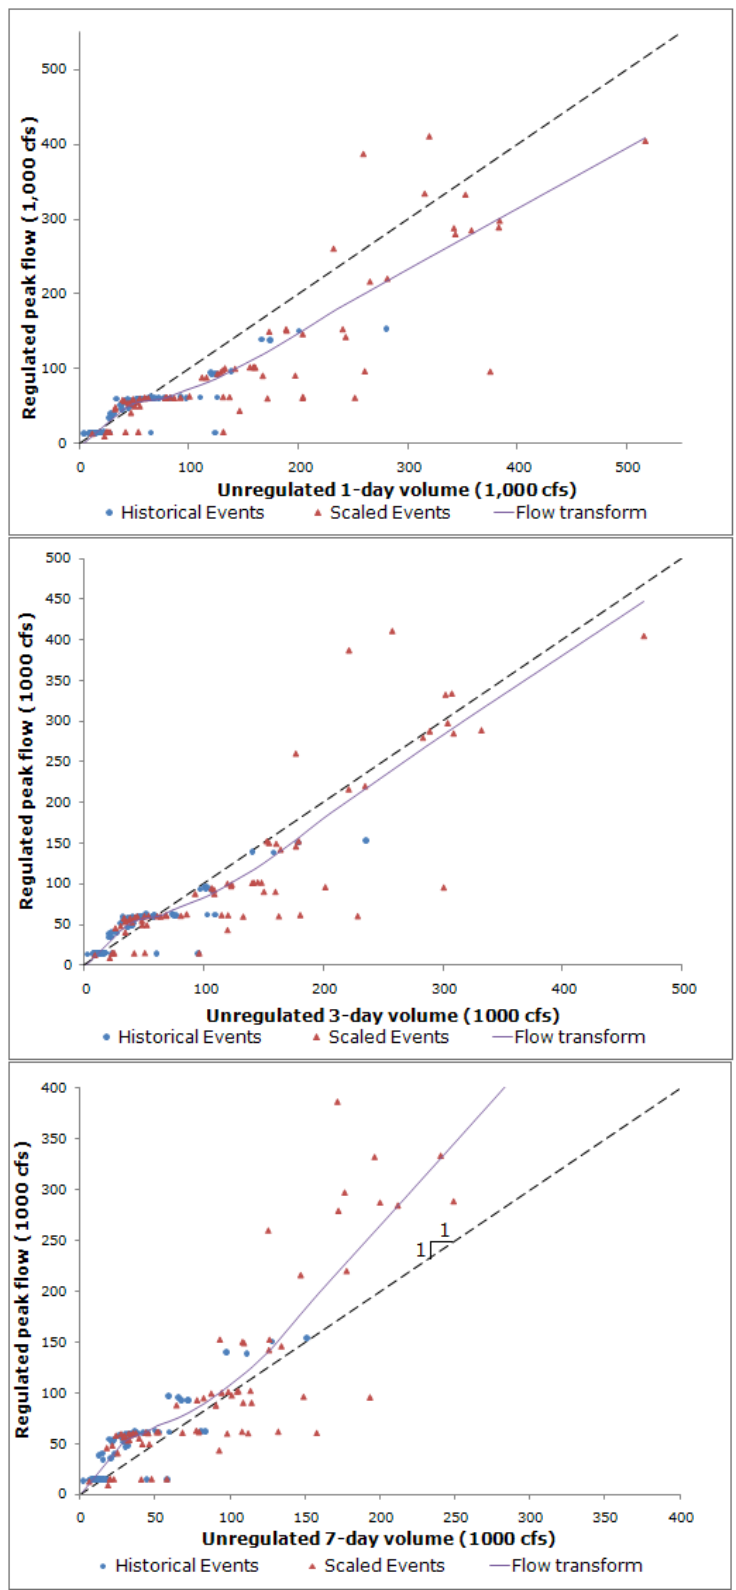 500
400
300
200
100
0
Regulated peak flow (1,000 cfs)
0 100 200 300 400 500
Unregulated 1-day volume (1,000 cfs)
Historical Events Scaled Events Flow transform
500
450
400
350
300
250
200
150
100
50
0
Regulated peak flow (1000 cfs)
0 100 200 300 400 500
Unregulated 3-day volume (1000 cfs)
Historical Events Scaled Events Flow transform
400
350
300
250
200
150
100
50
0
Regulated peak flow (1000 cfs)
1
1
0 50 100 150 200 250 300 350 400
Unregulated 7-day volume (1000 cfs)
Historical Events Scaled Events Flow transform